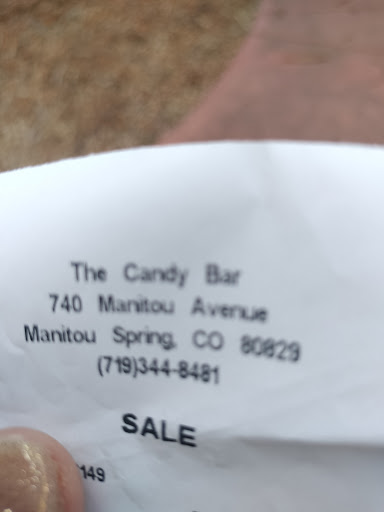 The Candy Bar
740 Manitou Avenue
Manitou Spring, CO 80829
(719)344-8481
SALE
149